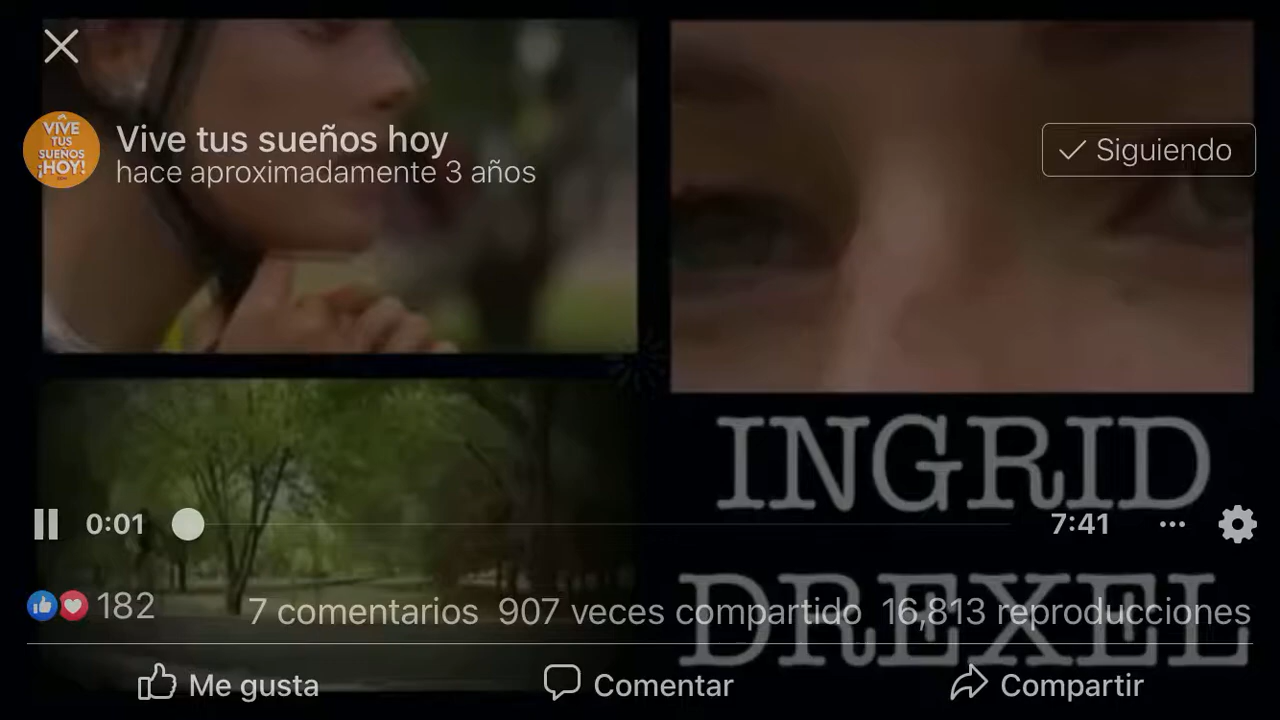 VIVE
TUS
SUEÑOS
¡HOY!
Vive tus sueños hoy
hace aproximadamente 3 años
Siguiendo
INGRID
0:01
7:41
DREXEL
182
7 comentarios
907 veces compartido
16,813 reproducciones
Me gusta
Comentar
Compartir